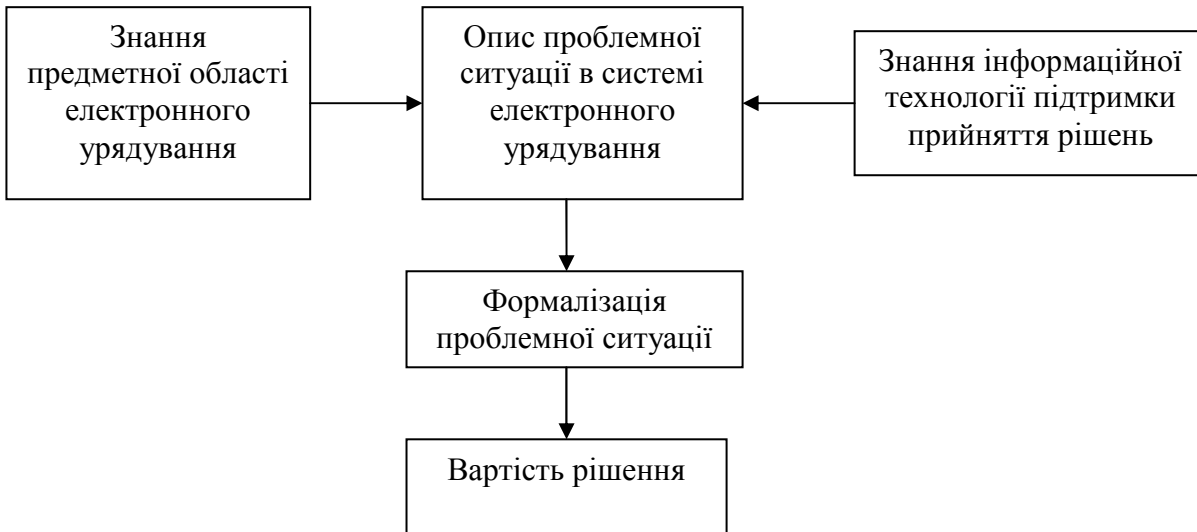 Знання
предметної області
електронного
урядування
Опис проблемної
ситуації в системі
електронного
урядування
Знання інформаційної
технології підтримки
прийняття рішень
Формалізація
проблемної ситуації
Вартість рішення